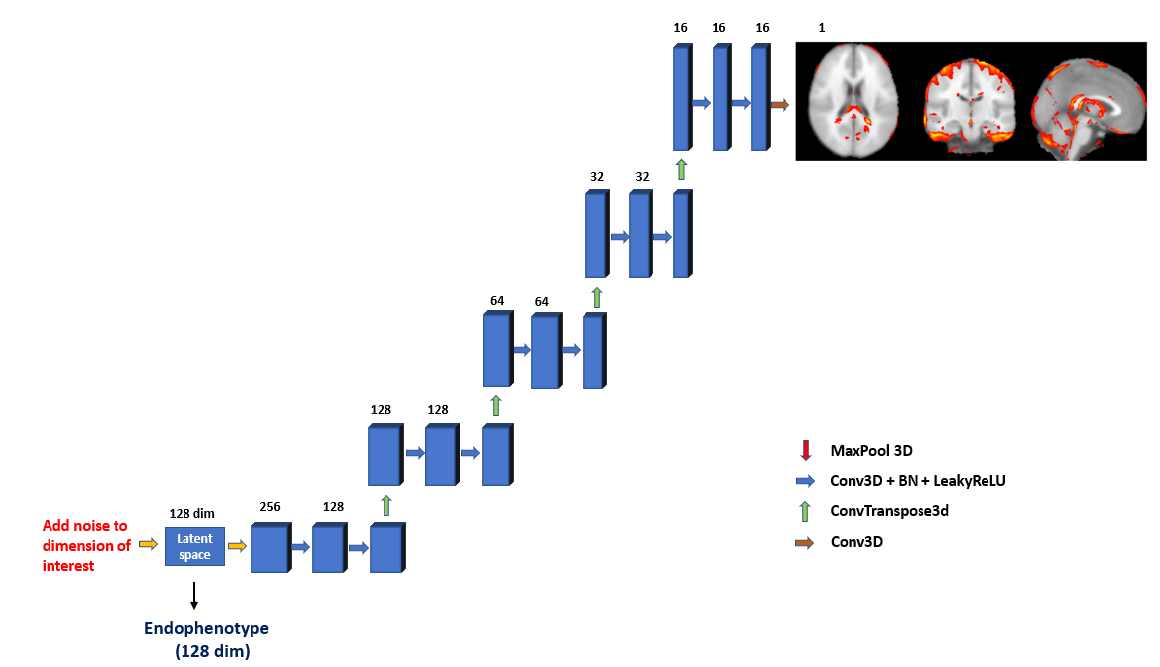 16 16 16 1
32 32
64 64
128 128
256 128
128 dim
Latent
space
Add noise to
dimension of
interest
Endophenotype
(128 dim)
MaxPool 3D
Conv3D + BN + LeakyReLU
ConvTranspose3d
Conv3D